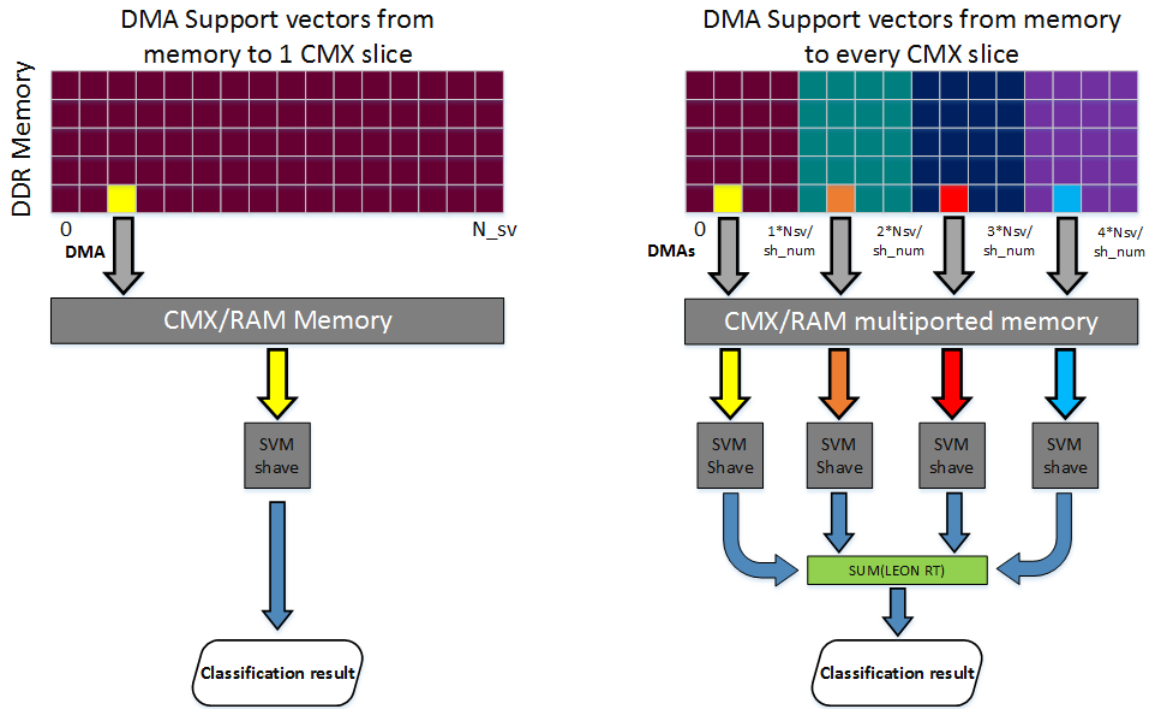 DMA Support vectors from
memory to 1 CMX slice
DDR Memory
0
N_sv
DMA
CMX/RAM Memory
SVM
shave
Classification result
DMA Support vectors from memory
to every CMX slice
0
1*Nsv/
sh_num
2*Nsv/
sh_num
3*Nsv/
sh_num
4*Nsv/
sh_num
DMAs
CMX/RAM multiported memory
SVM
Shave
SVM
Shave
SVM
shave
SVM
shave
SUM(LEON RT)
Classification result